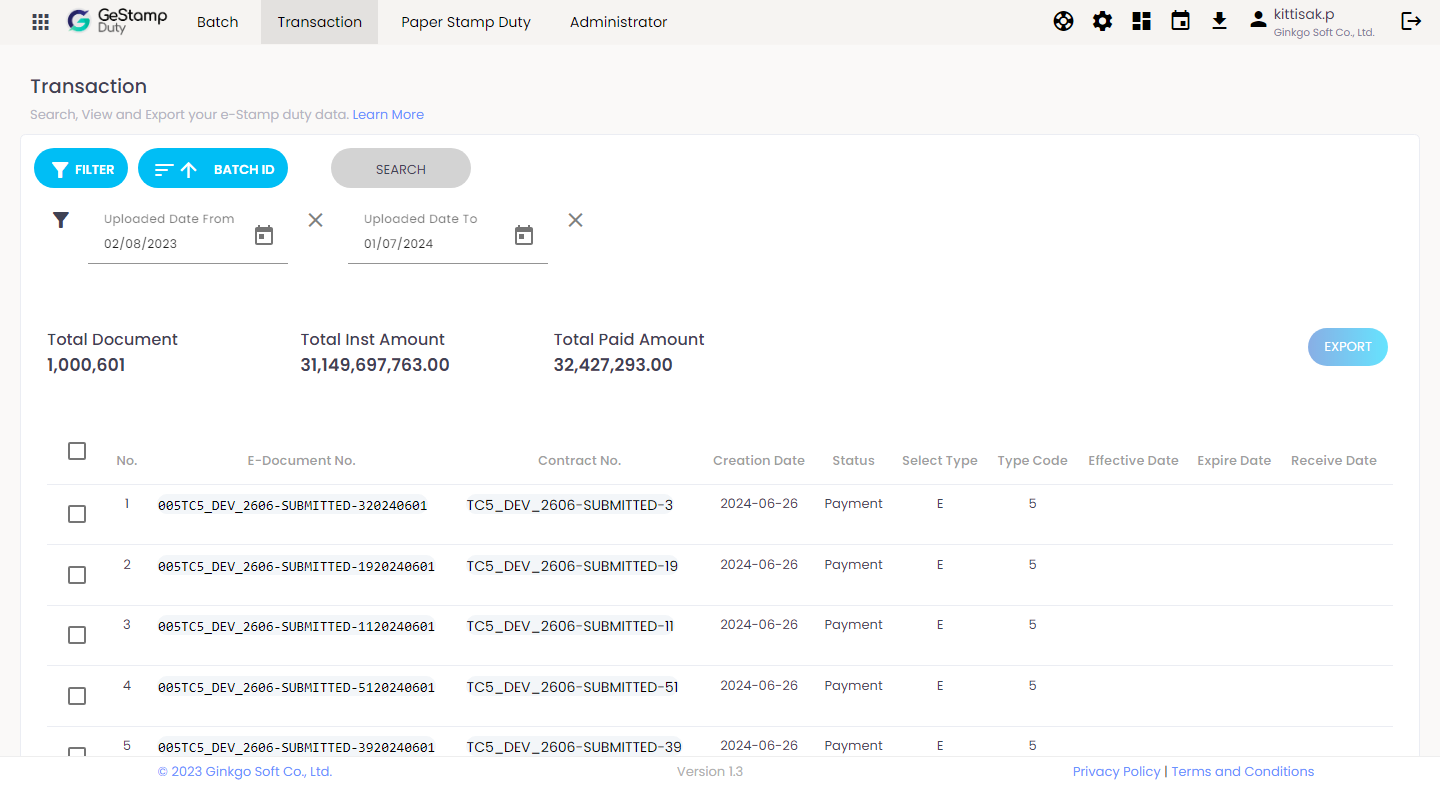 GeStamp
Duty
Batch
Transaction
Paper Stamp Duty
Administrator
kittisak.p
Ginkgo Soft Co., Ltd.
Transaction
Search, View and Export your e-Stamp duty data. Learn More
FILTER
BATCH ID
SEARCH
Uploaded Date From
02/08/2023
Uploaded Date To
01/07/2024
Total Document
1,000,601
Total Inst Amount
31,149,697,763.00
Total Paid Amount
32,427,293.00
EXPORT
No. E-Document No. Contract No. Creation Date Status Select Type Type Code Effective Date Expire Date Receive Date
1 005TC5_DEV_2606-SUBMITTED-320240601 TC5_DEV_2606-SUBMITTED-3 2024-06-26 Payment E 5
2 005TC5_DEV_2606-SUBMITTED-1920240601 TC5_DEV_2606-SUBMITTED-19 2024-06-26 Payment E 5
3 005TC5_DEV_2606-SUBMITTED-1120240601 TC5_DEV_2606-SUBMITTED-11 2024-06-26 Payment E 5
4 005TC5_DEV_2606-SUBMITTED-5120240601 TC5_DEV_2606-SUBMITTED-51 2024-06-26 Payment E 5
5 005TC5_DEV_2606-SUBMITTED-3920240601 TC5_DEV_2606-SUBMITTED-39 2024-06-26 Payment E 5
© 2023 Ginkgo Soft Co., Ltd.
Version 1.3
Privacy Policy | Terms and Conditions